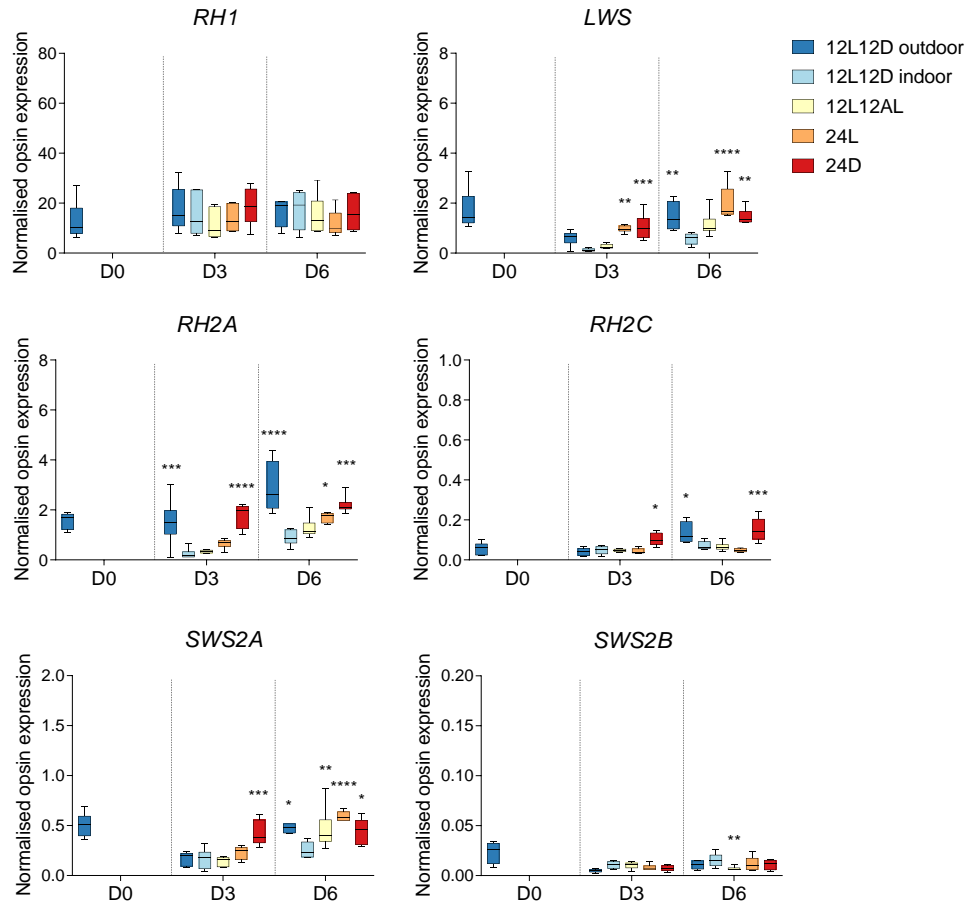 RH1
Normalised opsin expression
80
60
40
20
0
D0
D3
D6
LWS
Normalised opsin expression
8
6
4
2
0
**
***
**
****
**
D0
D3
D6
12L12D outdoor
12L12D indoor
12L12AL
24L
24D
RH2A
Normalised opsin expression
8
6
4
2
0
***
****
****
*
***
D0
D3
D6
RH2C
Normalised opsin expression
1.0
0.8
0.6
0.4
0.2
0.0
*
*
***
D0
D3
D6
SWS2A
Normalised opsin expression
2.0
1.5
1.0
0.5
0.0
***
*
**
****
*
D0
D3
D6
SWS2B
Normalised opsin expression
0.20
0.15
0.10
0.05
0.00
**
D0
D3
D6